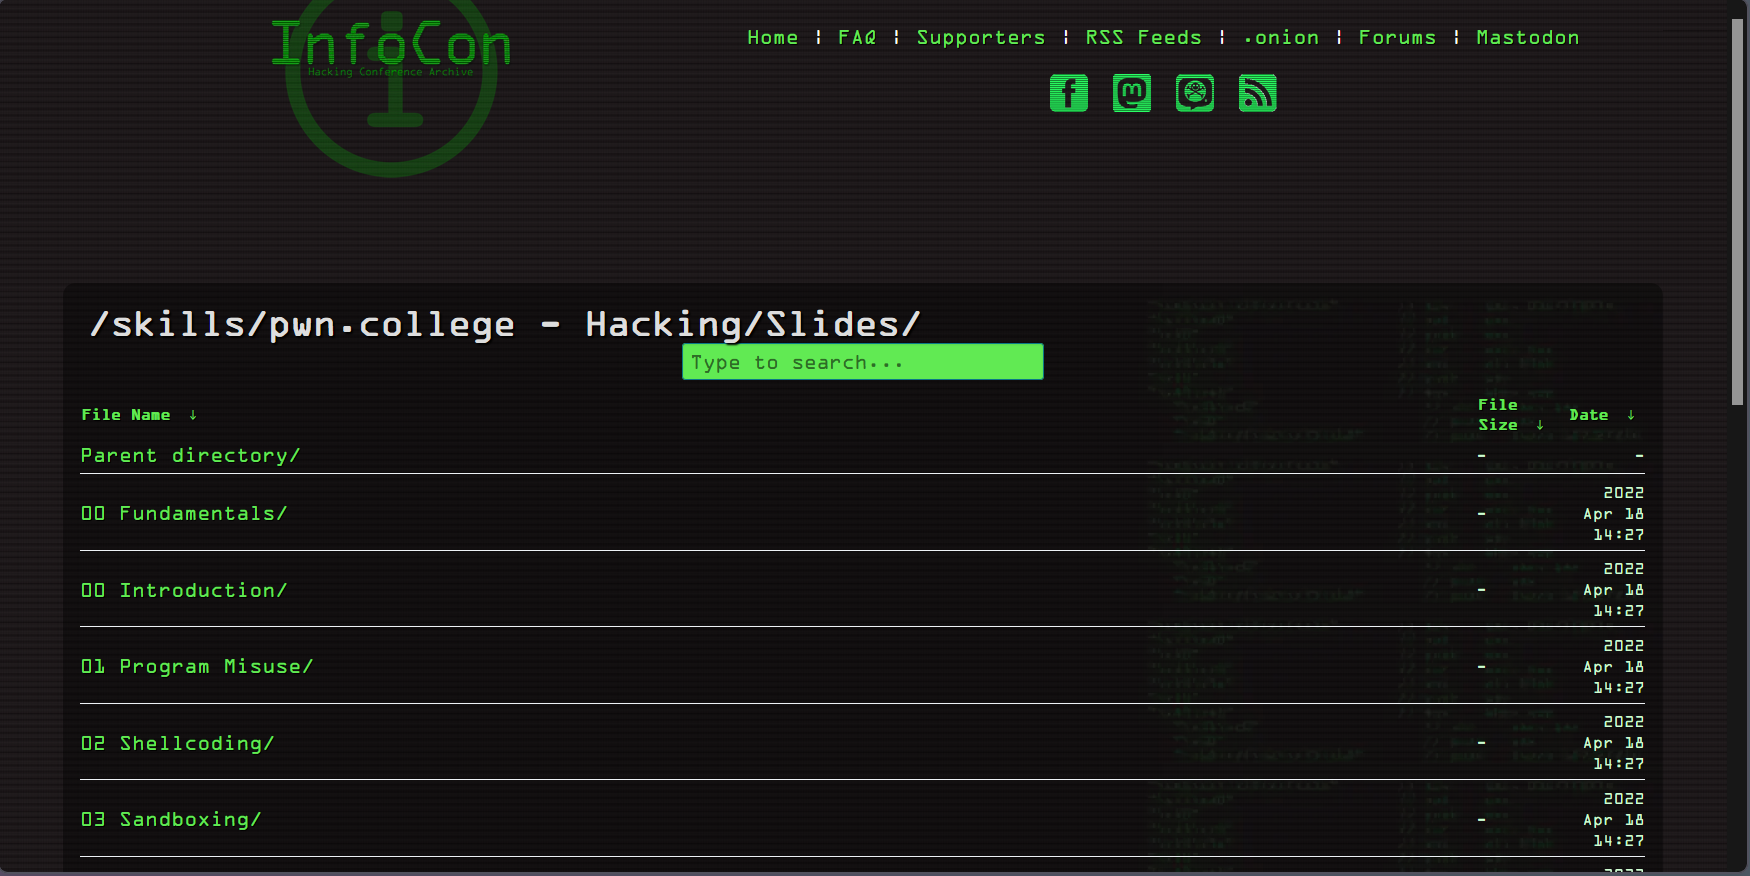 InfoCon
Hacking Conference Archive
Home ¦ FAQ ¦ Supporters ¦ RSS Feeds ¦ .onion ¦ Forums ¦ Mastodon
/skills/pwn.college - Hacking/Slides/
Type to search...
File Name ↓ File Size ↓ Date ↓
Parent directory/ - -
00 Fundamentals/ - 2022 Apr 18 14:27
00 Introduction/ - 2022 Apr 18 14:27
01 Program Misuse/ - 2022 Apr 18 14:27
02 Shellcoding/ - 2022 Apr 18 14:27
03 Sandboxing/ - 2022 Apr 18 14:27